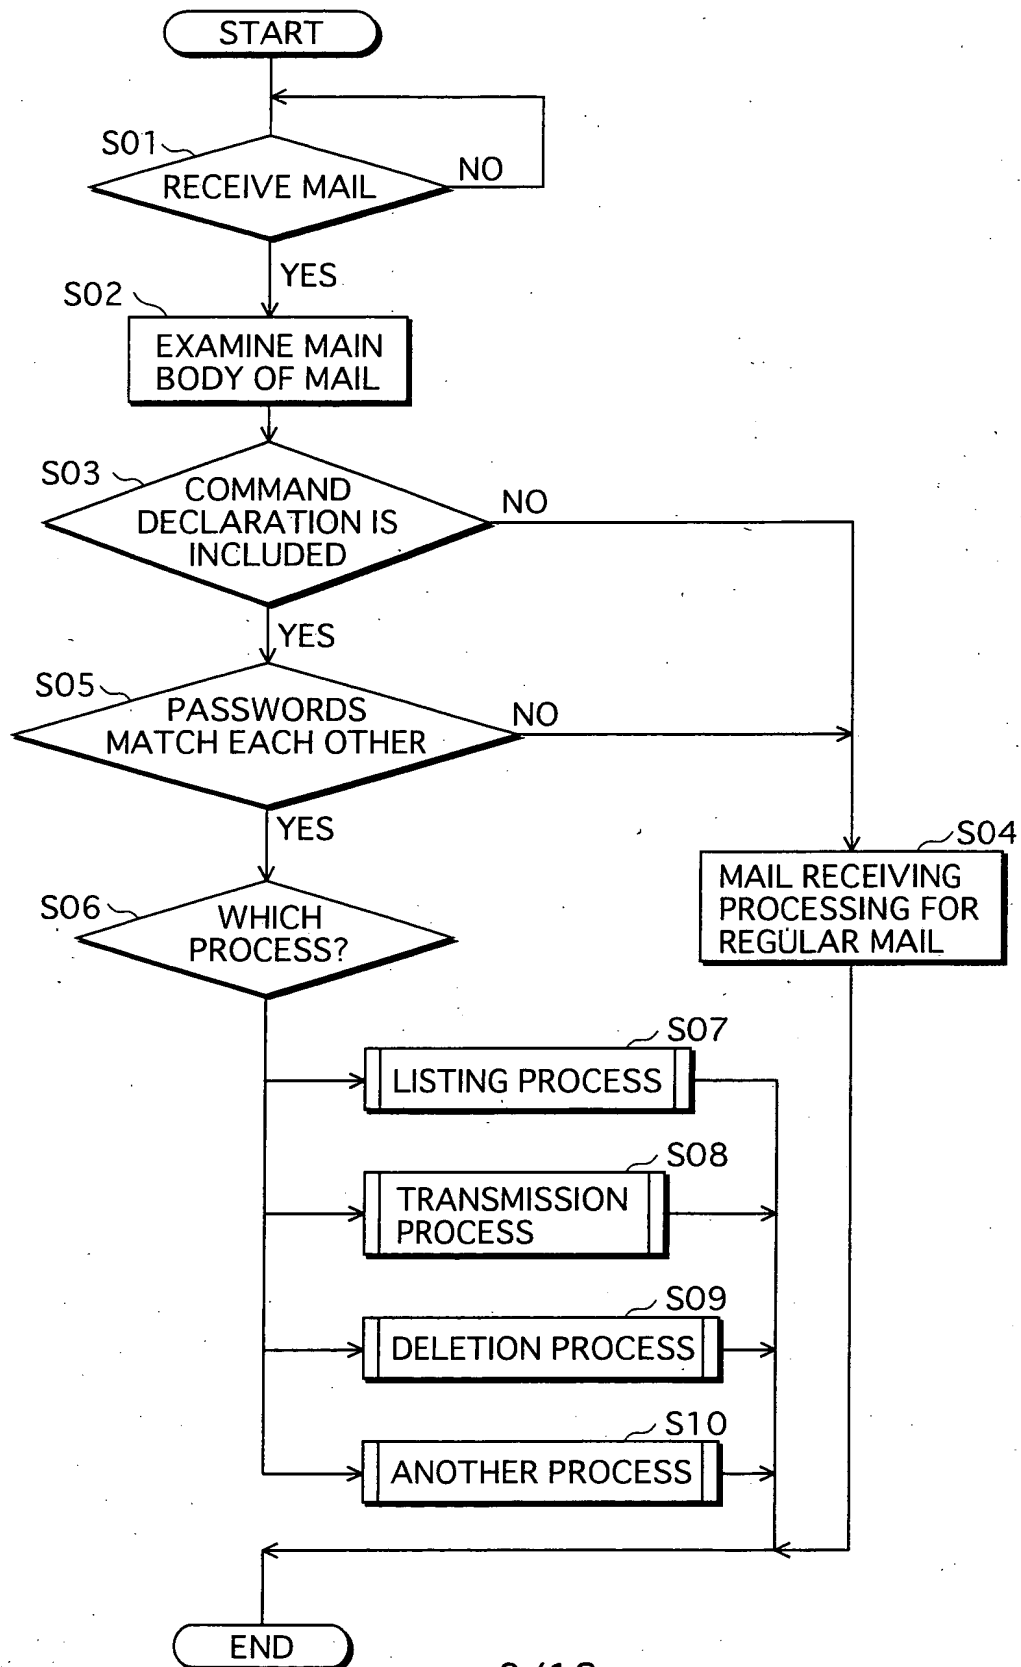 START
S01
RECEIVE MAIL
NO
YES
S02
EXAMINE MAIN
BODY OF MAIL
S03
COMMAND
DECLARATION IS
INCLUDED
NO
YES
S05
PASSWORDS
MATCH EACH OTHER
NO
YES
S04
MAIL RECEIVING
PROCESSING FOR
REGULAR MAIL
S06
WHICH
PROCESS?
S07
LISTING PROCESS
S08
TRANSMISSION
PROCESS
S09
DELETION PROCESS
S10
ANOTHER PROCESS
END